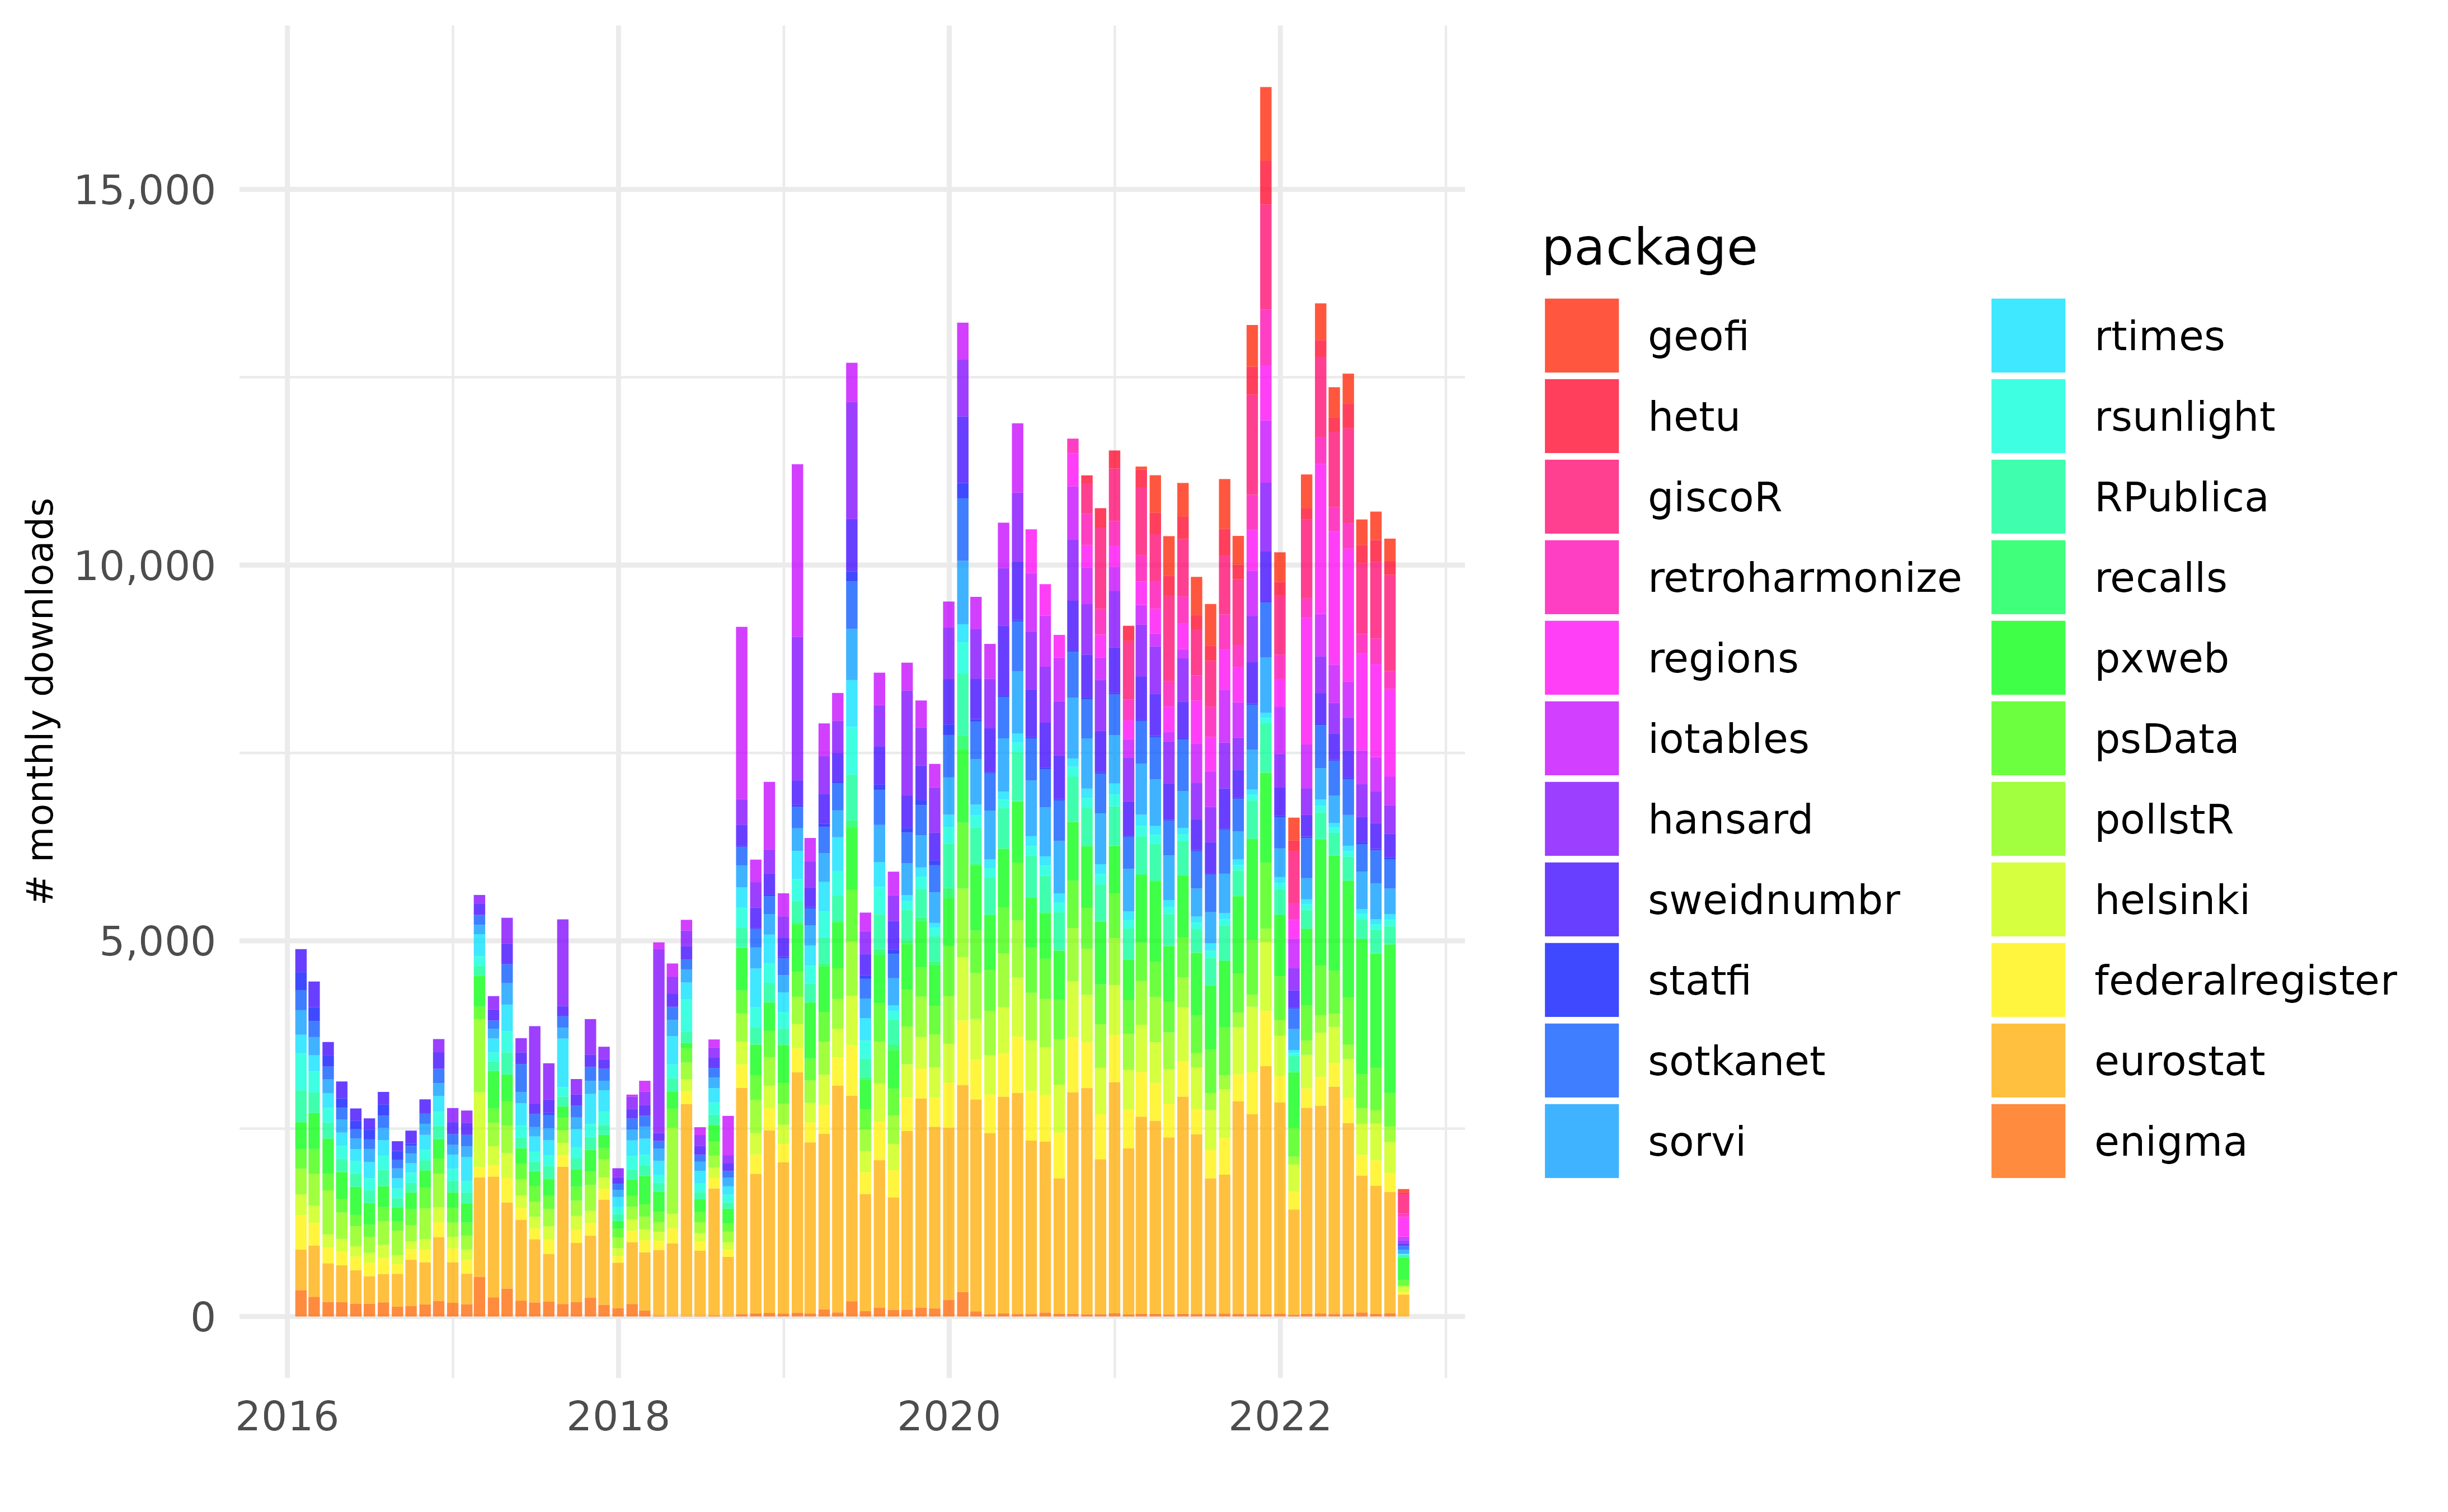 # monthly downloads
15,000
10,000
5,000
0
2016
2018
2020
2022
package
geofi
hetu
giscoR
retroharmonize
regions
iotables
hansard
sweidnumbr
statfi
sotkanet
sorvi
rtimes
rsunlight
RPublica
recalls
pxweb
psData
pollstR
helsinki
federalregister
eurostat
enigma